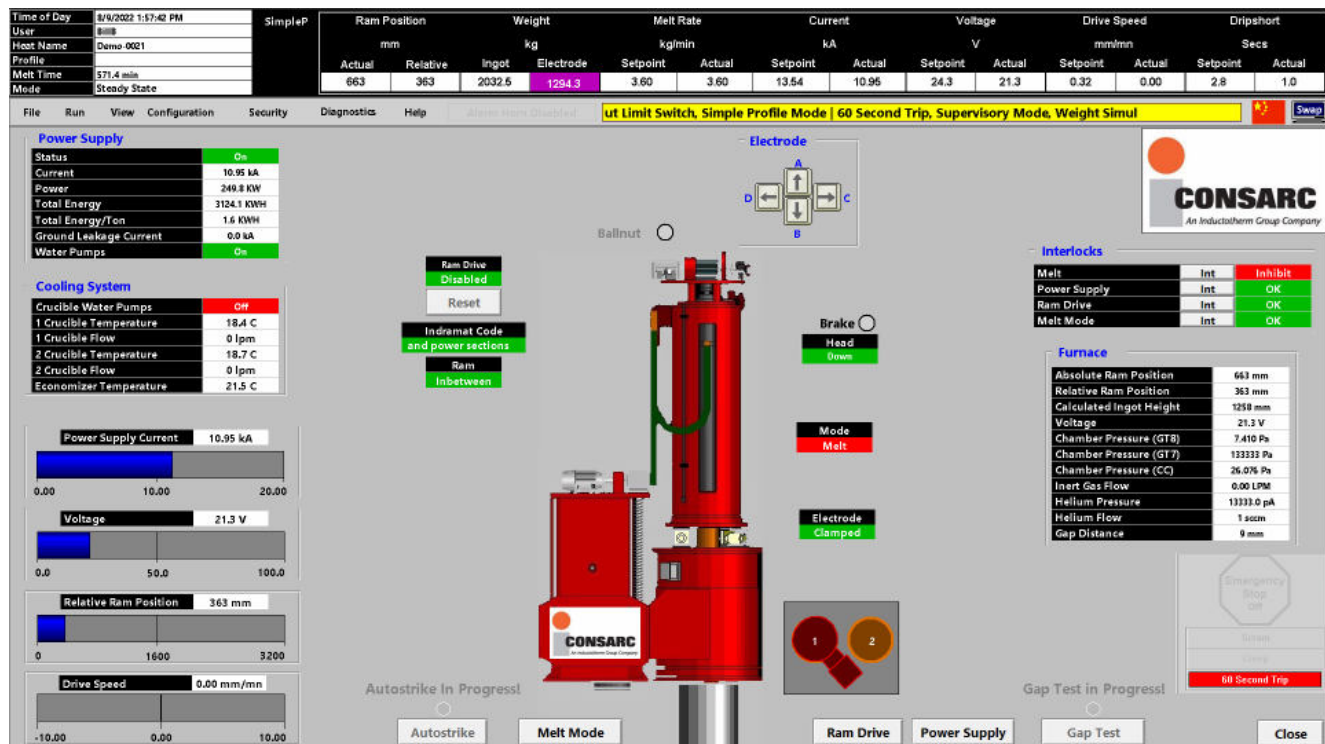 Time of Day 8/9/2022 1:57:42 PM SimpleP
User
Heat Name Demo-0021
Profile
Melt Time 571.4 min
Mode Steady State
Ram Position Weight Melt Rate Current Voltage Drive Speed Dripshort
mm kg kg/min kA V mm/mn Secs
Actual Relative Ingot Electrode Setpoint Actual Setpoint Actual Setpoint Actual Setpoint Actual Setpoint Actual
663 363 2032.5 1294.3 3.60 3.60 13.54 10.95 24.3 21.3 0.32 0.00 2.8 1.0
File Run View Configuration Security Diagnostics Help Alarm Horn Disabled
ut Limit Switch, Simple Profile Mode | 60 Second Trip, Supervisory Mode, Weight Simul
Swap
Power Supply
Status On
Current 10.95 kA
Power 249.8 KW
Total Energy 3124.1 KWH
Total Energy/Ton 1.6 KWH
Ground Leakage Current 0.0 kA
Water Pumps On
Cooling System
Crucible Water Pumps Off
1 Crucible Temperature 18.4 C
1 Crucible Flow 0 lpm
2 Crucible Temperature 18.7 C
2 Crucible Flow 0 lpm
Economizer Temperature 21.5 C
Power Supply Current 10.95 kA
0.00 10.00 20.00
Voltage 21.3 V
0.0 50.0 100.0
Relative Ram Position 363 mm
0 1600 3200
Drive Speed 0.00 mm/mn
-10.00 0.00 10.00
Electrode
A
D C
B
Ballnut
Ram Drive
Disabled
Reset
Indramat Code
and power sections
Ram
Inbetween
Brake
Head
Down
Mode
Melt
Electrode
Clamped
CONSARC
An Inductotherm Group Company
1 2
CONSARC
An Inductotherm Group Company
Interlocks
Melt Int Inhibit
Power Supply Int OK
Ram Drive Int OK
Melt Mode Int OK
Furnace
Absolute Ram Position 663 mm
Relative Ram Position 363 mm
Calculated Ingot Height 1258 mm
Voltage 21.3 V
Chamber Pressure (GT8) 7.410 Pa
Chamber Pressure (GT7) 133333 Pa
Chamber Pressure (CC) 26.076 Pa
Inert Gas Flow 0.00 LPM
Helium Pressure 13333.0 pA
Helium Flow 1 sccm
Gap Distance 9 mm
Emergency
Stop
Off
60 Second Trip
Autostrike In Progress!
Gap Test in Progress!
Autostrike Melt Mode Ram Drive Power Supply Gap Test Close